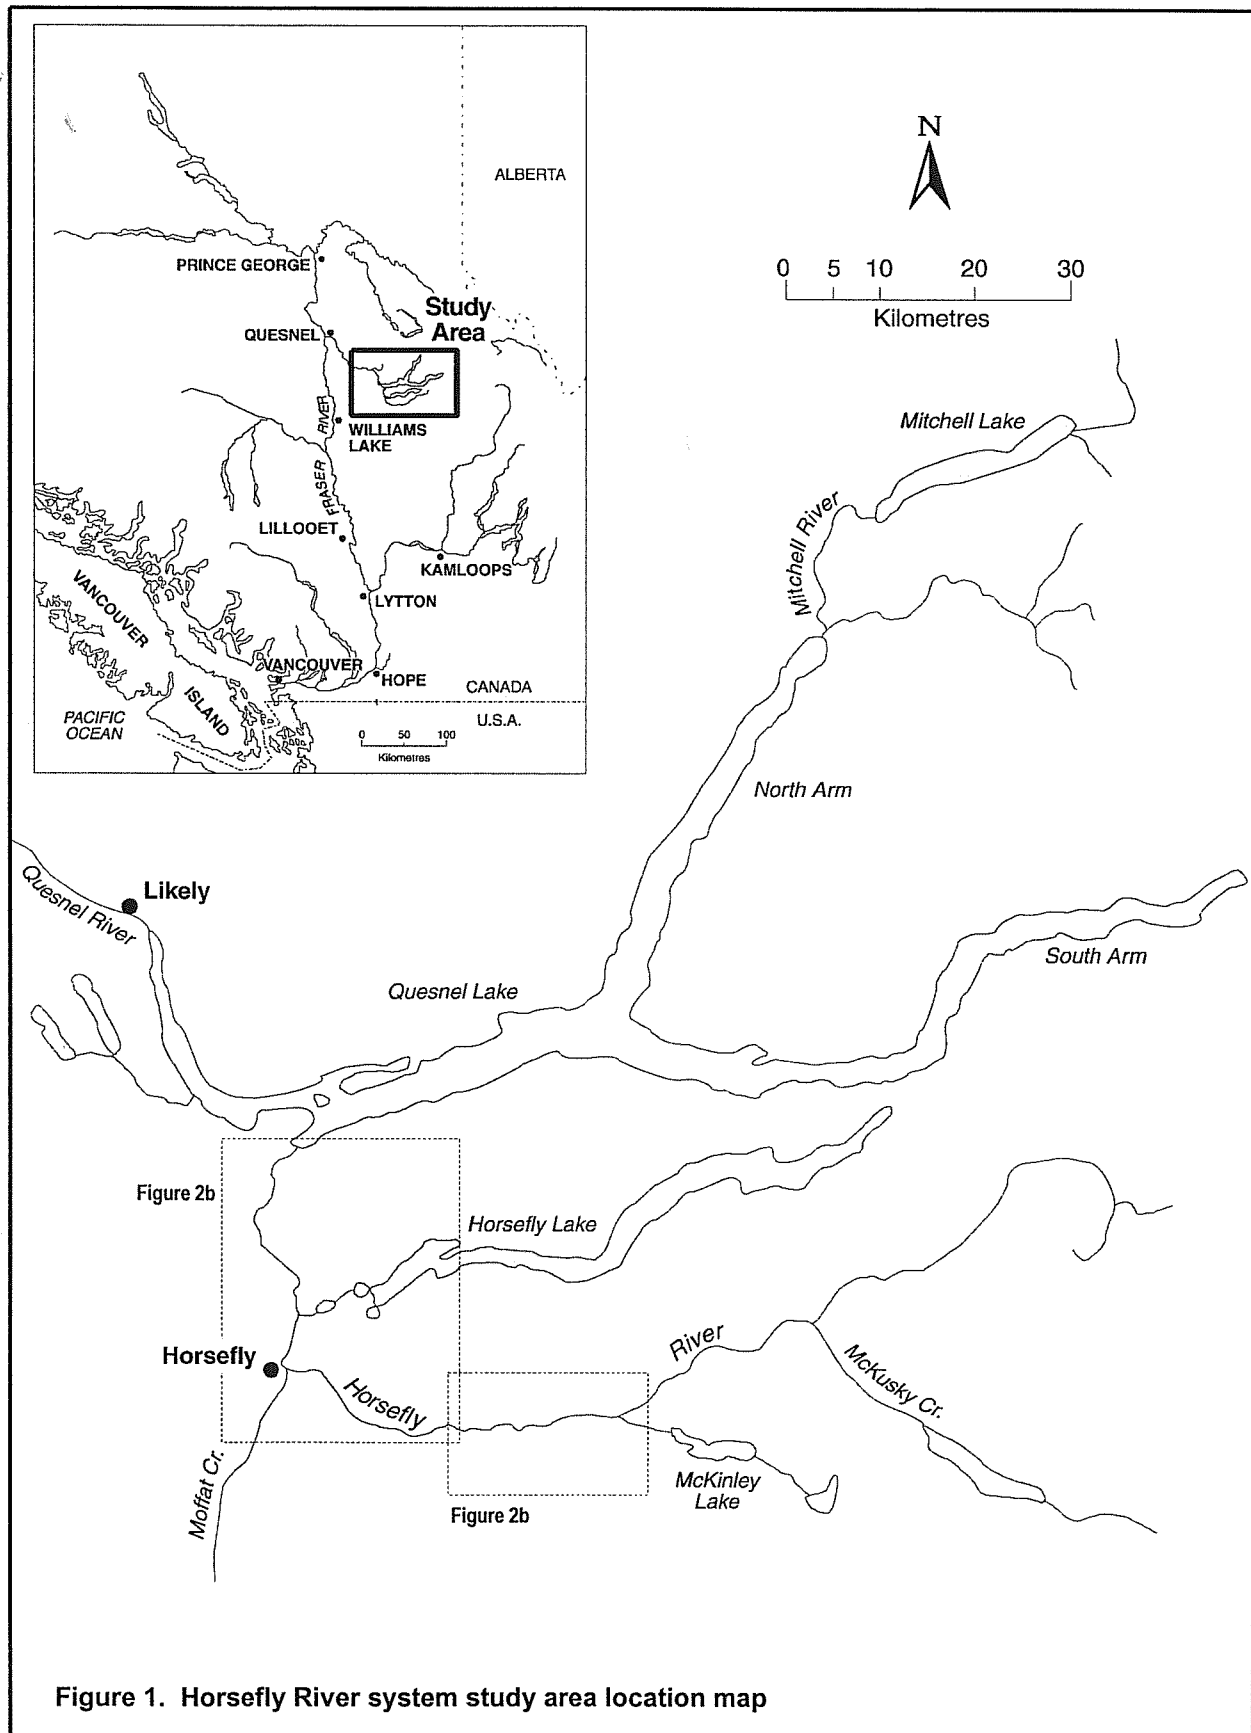 ALBERTA
PRINCE GEORGE
Study
Area
QUESNEL
RIVER
WILLIAMS
LAKE
FRASER
LILLOOET
KAMLOOPS
LYTTON
VANCOUVER
ISLAND
VANCOUVER
HOPE
CANADA
U.S.A.
PACIFIC
OCEAN
0 50 100
Kilometres
N
0 5 10 20 30
Kilometres
Mitchell Lake
Mitchell River
North Arm
Likely
Quesnel River
South Arm
Quesnel Lake
Figure 2b
Horsefly Lake
Horsefly
River
Horsefly
McKusky Cr.
Moffat Cr.
McKinley
Lake
Figure 2b
Figure 1. Horsefly River system study area location map